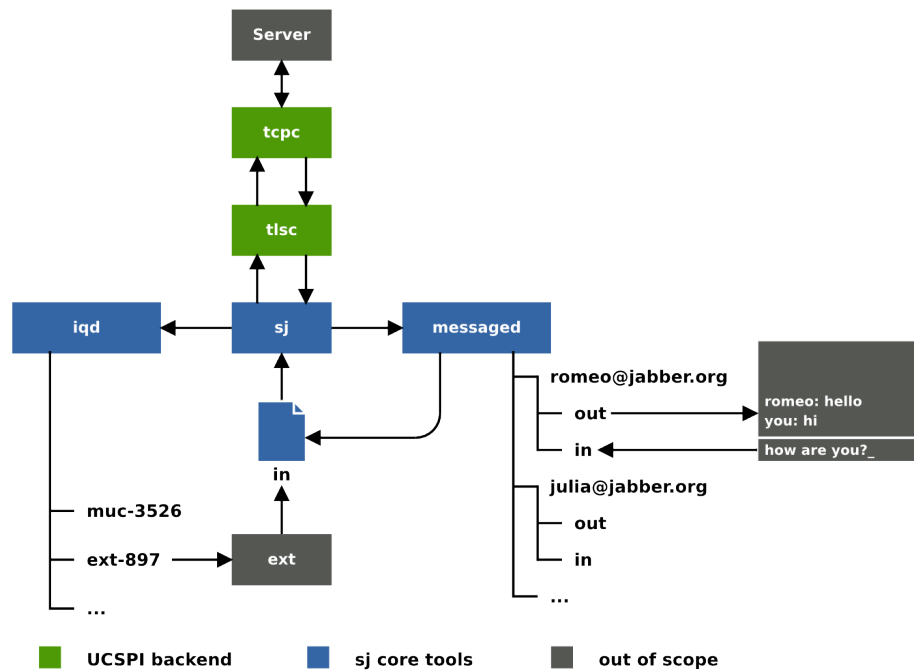 Server
tcpc
tlsc
iqd
sj
messaged
romeo@jabber.org
out
in
romeo: hello
you: hi
how are you?_
in
julia@jabber.org
out
in
...
muc-3526
ext-897
ext
...
UCSPI backend
sj core tools
out of scope